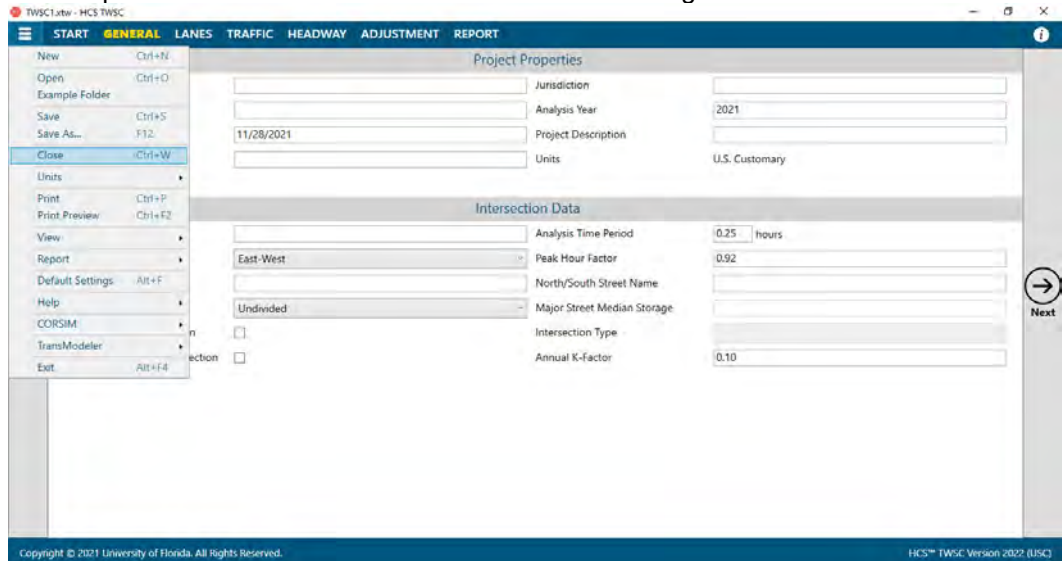 TWSC1.xtw - HCS TWSC
START GENERAL LANES TRAFFIC HEADWAY ADJUSTMENT REPORT
New Ctrl+N
Project Properties
Open Ctrl+O
Jurisdiction
Example Folder
Analysis Year 2021
Save Ctrl+S
Save As... F12
11/28/2021 Project Description
Close Ctrl+W
Units U.S. Customary
Units
Print Ctrl+P
Print Preview Ctrl+F2
Intersection Data
View
Analysis Time Period 0.25 hours
Report
East-West Peak Hour Factor 0.92
Default Settings Alt+F
North/South Street Name
Help
Undivided Major Street Median Storage
Next
CORSIM
n Intersection Type
TransModeler
ection Annual K-Factor 0.10
Exit Alt+F4
Copyright © 2021 University of Florida. All Rights Reserved. HCS™ TWSC Version 2022 (USC)